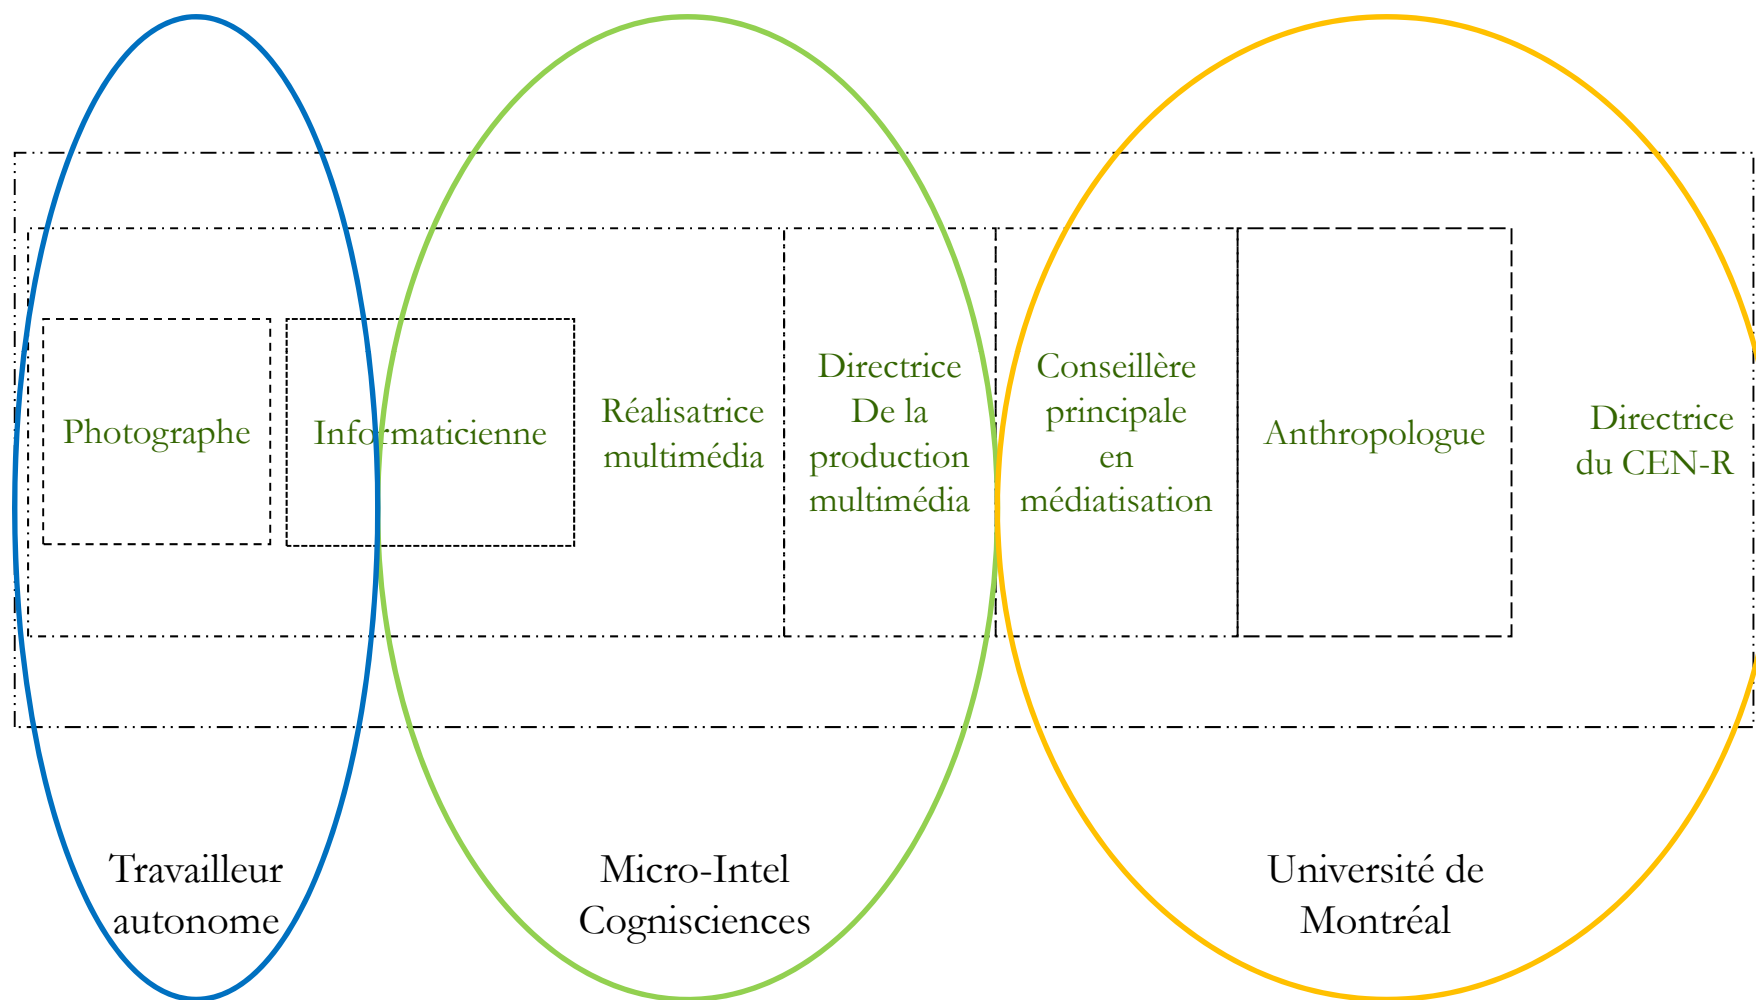 Photographe
Informaticienne
Réalisatrice
multimédia
Directrice
De la
production
multimédia
Conseillère
principale
en
médiatisation
Anthropologue
Directrice
du CEN-R
Travailleur
autonome
Micro-Intel
Cognisciences
Université de
Montréal